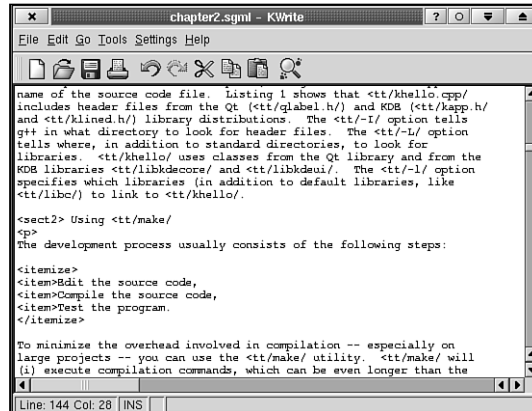 chapter2.sgml - KWrite
File Edit Go Tools Settings Help
name of the source code file. Listing 1 shows that <tt/khello.cpp/
includes header files from the Qt (<tt/qlabel.h/) and KDE (<tt/kapp.h/
and <tt/klined.h/) library distributions. The <tt/-I/ option tells
g++ in what directory to look for header files. The <tt/-L/ option
tells where, in addition to standard directories, to look for
libraries. <tt/khello/ uses classes from the Qt library and from the
KDE libraries <tt/libkdecore/ and <tt/libkdeui/. The <tt/-l/ option
specifies which libraries (in addition to default libraries, like
<tt/libc/) to link to <tt/khello/.
<sect2> Using <tt/make/
<p>
The development process usually consists of the following steps:
<itemize>
<item>Edit the source code,
<item>Compile the source code,
<item>Test the program.
</itemize>
To minimize the overhead involved in compilation -- especially on
large projects -- you can use the <tt/make/ utility. <tt/make/ will
(i) execute compilation commands, which can be even longer than the
Line: 144 Col: 28 INS